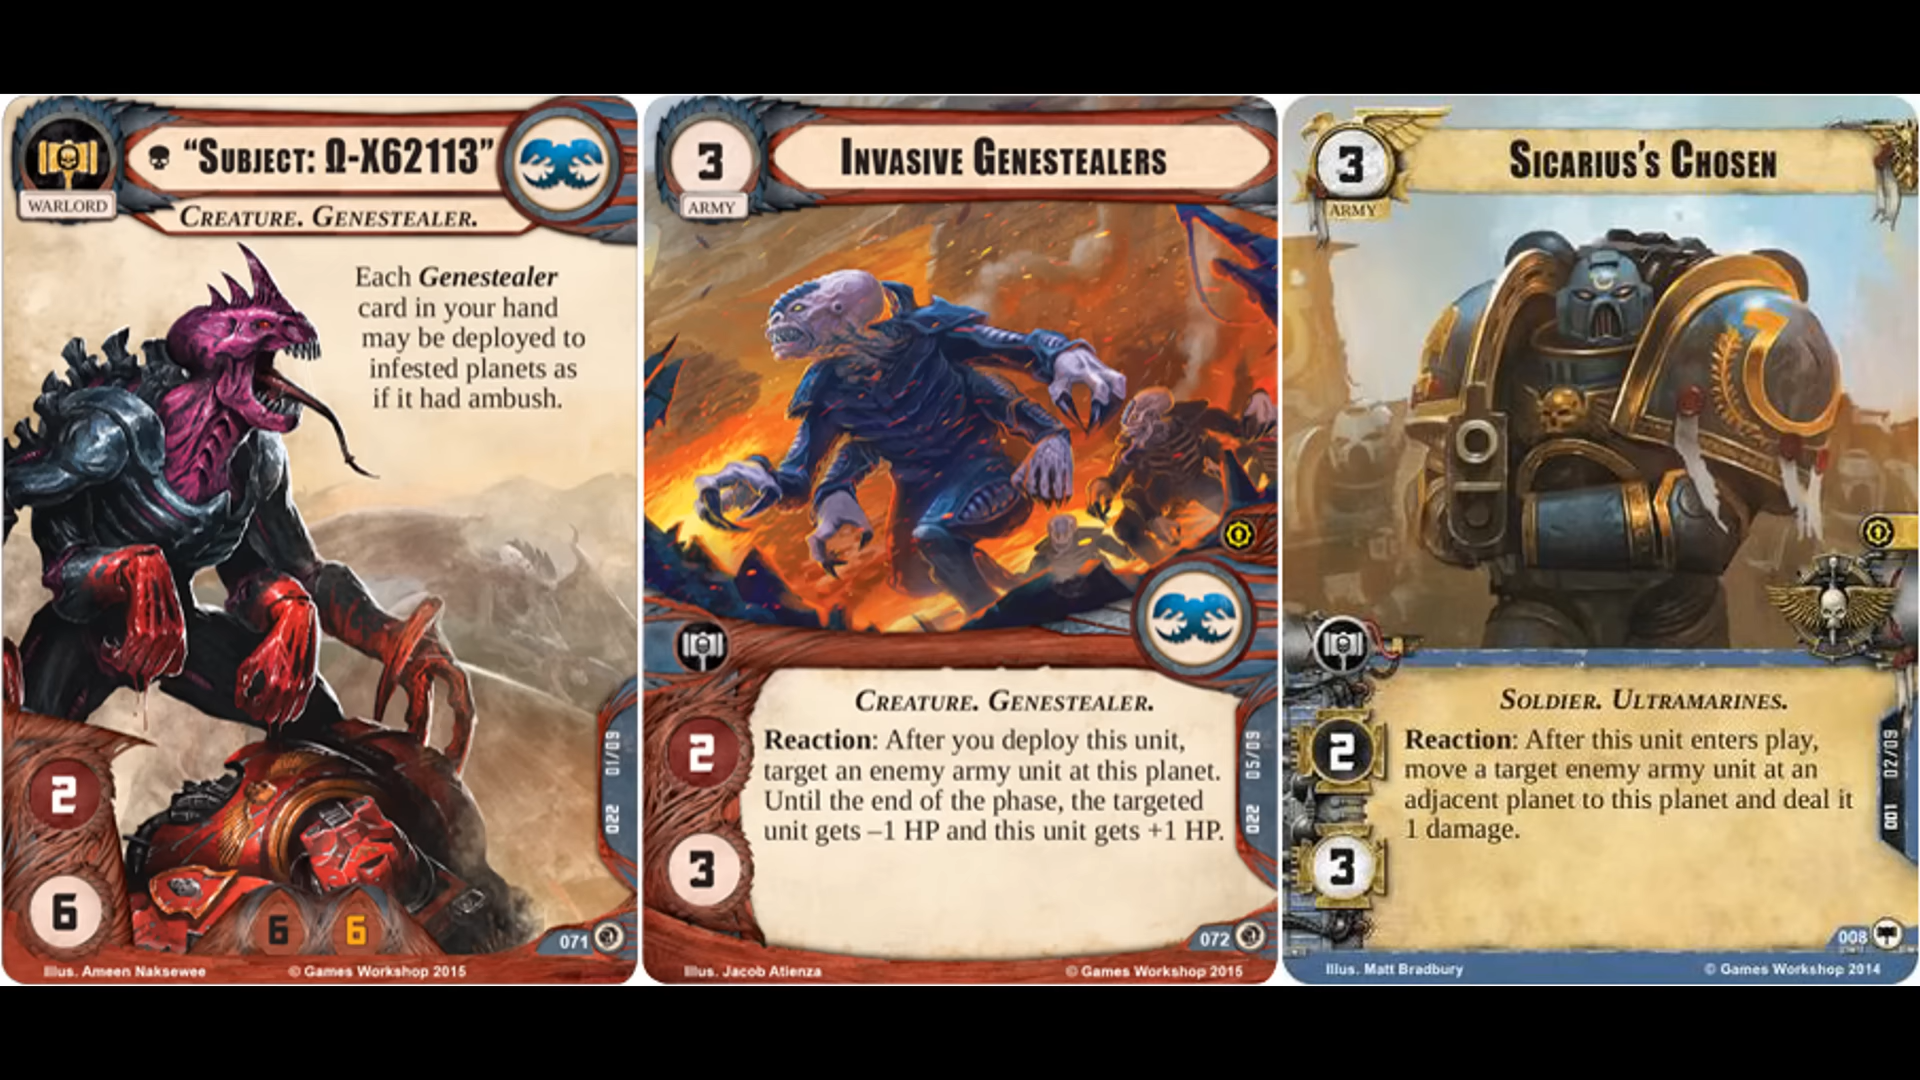 WARLORD
“SUBJECT: Ω-X62113”
CREATURE. GENESTEALER.
Each Genestealer
card in your hand
may be deployed to
infested planets as
if it had ambush.
2
6
6
6
01/09
022
071
Illus. Ameen Naksewee
© Games Workshop 2015
3
ARMY
INVASIVE GENESTEALERS
CREATURE. GENESTEALER.
2
3
Reaction: After you deploy this unit,
target an enemy army unit at this planet.
Until the end of the phase, the targeted
unit gets –1 HP and this unit gets +1 HP.
05/09
022
072
Illus. Jacob Atienza
© Games Workshop 2015
3
ARMY
SICARIUS’S CHOSEN
SOLDIER. ULTRAMARINES.
2
3
Reaction: After this unit enters play,
move a target enemy army unit at an
adjacent planet to this planet and deal it
1 damage.
02/09
001
008
Illus. Matt Bradbury
© Games Workshop 2014